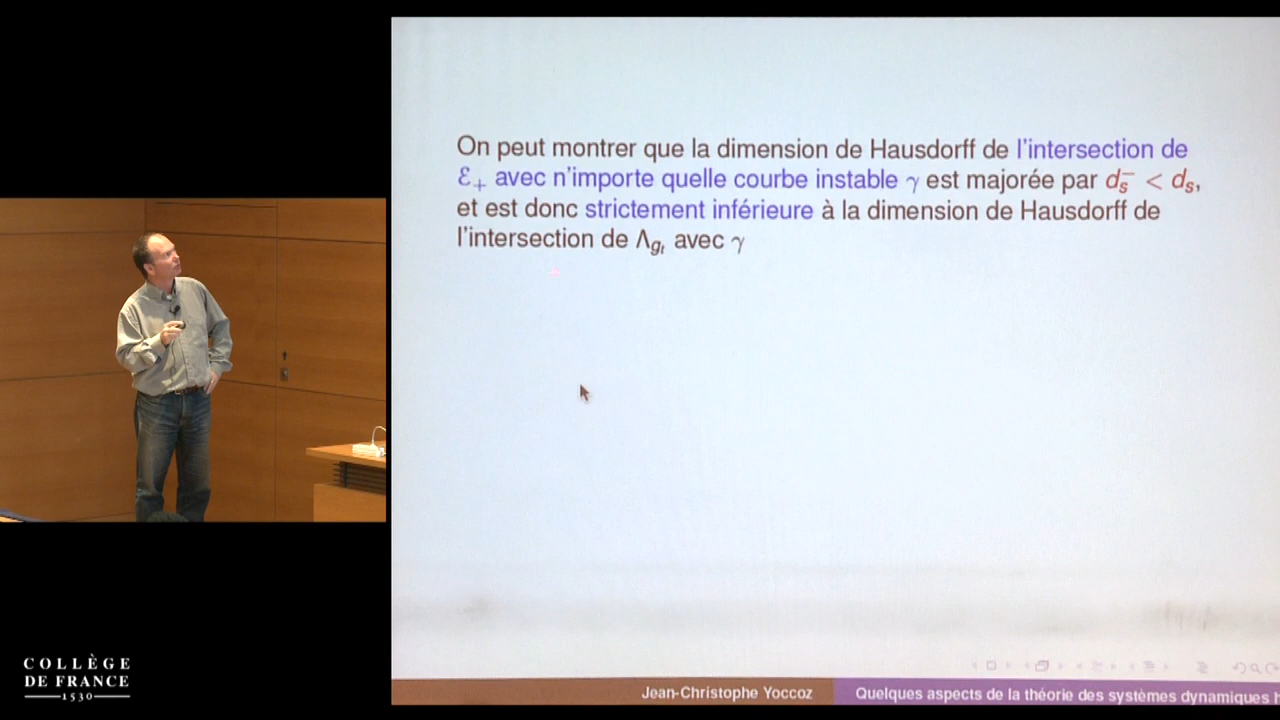 On peut montrer que la dimension de Hausdorff de l'intersection de
ℰ₊ avec n'importe quelle courbe instable γ est majorée par dₛ⁻ < dₛ,
et est donc strictement inférieure à la dimension de Hausdorff de
l'intersection de Λ_{g_t} avec γ
COLLÈGE
DE FRANCE
1530
Jean-Christophe Yoccoz
Quelques aspects de la théorie des systèmes dynamiques